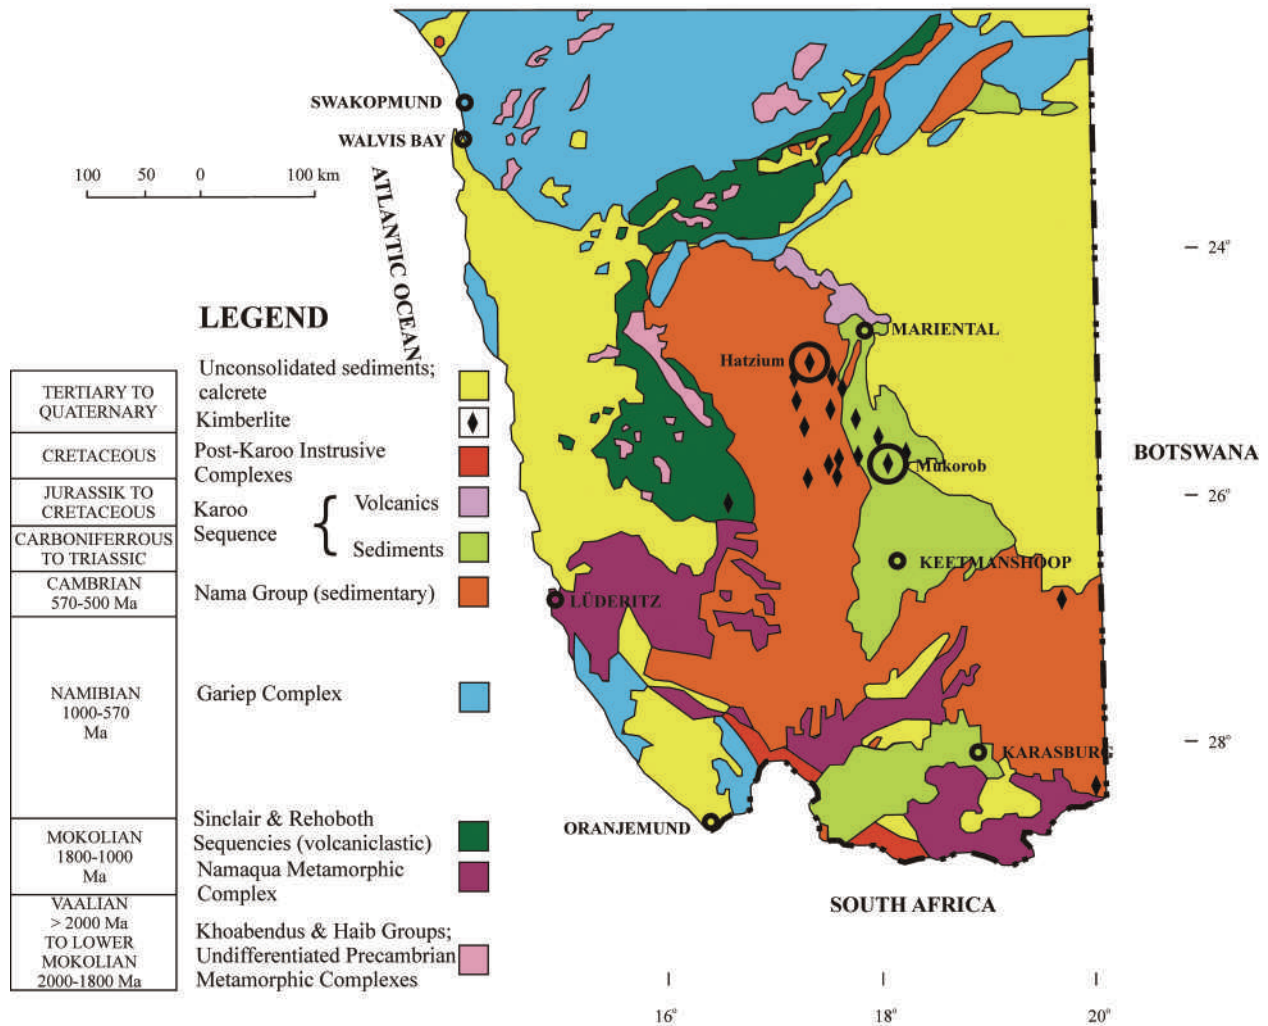 SWAKOPMUND
WALVIS BAY
100 50 0 100 km
ATLANTIC OCEAN
24°
MARIENTAL
Hatzium
BOTSWANA
Mukorob
26°
KEETMANSHOOP
LÜDERITZ
28°
KARASBURG
ORANJEMUND
SOUTH AFRICA
16° 18° 20°
LEGEND
TERTIARY TO
QUATERNARY
Unconsolidated sediments;
calcrete
Kimberlite
CRETACEOUS
Post-Karoo Instrusive
Complexes
JURASSIK TO
CRETACEOUS
Karoo
Sequence
{
Volcanics
CARBONIFERROUS
TO TRIASSIC
Sediments
CAMBRIAN
570-500 Ma
Nama Group (sedimentary)
NAMIBIAN
1000-570
Ma
Gariep Complex
MOKOLIAN
1800-1000
Ma
Sinclair & Rehoboth
Sequencies (volcaniclastic)
Namaqua Metamorphic
Complex
VAALIAN
> 2000 Ma
TO LOWER
MOKOLIAN
2000-1800 Ma
Khoabendus & Haib Groups;
Undifferentiated Precambrian
Metamorphic Complexes